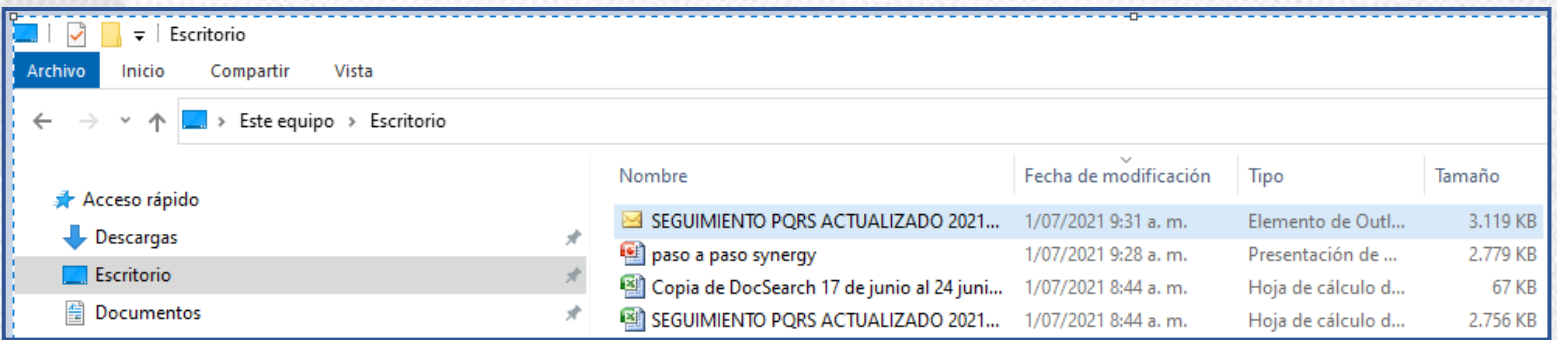 Escritorio
Archivo Inicio Compartir Vista
Este equipo > Escritorio
Nombre Fecha de modificación Tipo Tamaño
Acceso rápido
Descargas
Escritorio
Documentos
SEGUIMIENTO PQRS ACTUALIZADO 2021... 1/07/2021 9:31 a. m. Elemento de Outl... 3.119 KB
paso a paso synergy 1/07/2021 9:28 a. m. Presentación de ... 2.779 KB
Copia de DocSearch 17 de junio al 24 juni... 1/07/2021 8:44 a. m. Hoja de cálculo d... 67 KB
SEGUIMIENTO PQRS ACTUALIZADO 2021... 1/07/2021 8:44 a. m. Hoja de cálculo d... 2.756 KB